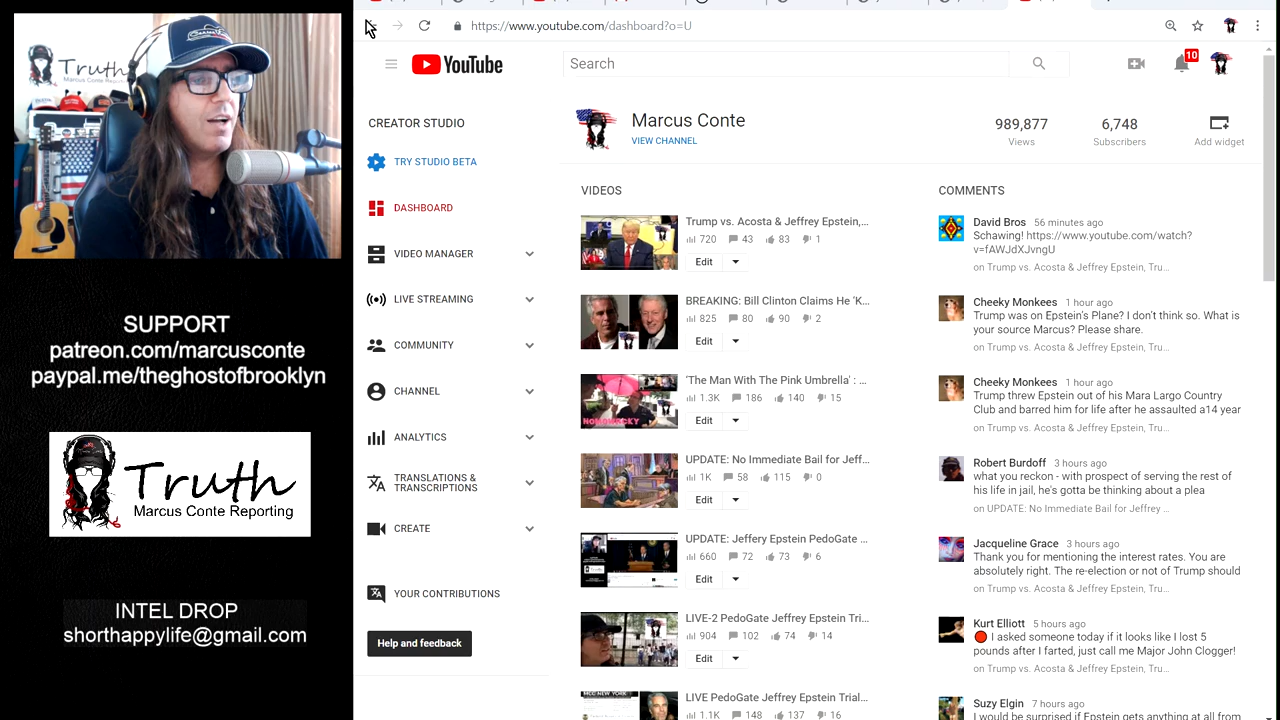 Truth
Marcus Conte Reporting
SUPPORT
patreon.com/marcusconte
paypal.me/theghostofbrooklyn
Truth
Marcus Conte Reporting
INTEL DROP
shorthappylife@gmail.com
https://www.youtube.com/dashboard?o=U
YouTube
Search
10
CREATOR STUDIO
TRY STUDIO BETA
DASHBOARD
VIDEO MANAGER
LIVE STREAMING
COMMUNITY
CHANNEL
ANALYTICS
TRANSLATIONS &
TRANSCRIPTIONS
CREATE
YOUR CONTRIBUTIONS
Help and feedback
Marcus Conte
VIEW CHANNEL
989,877
Views
6,748
Subscribers
Add widget
VIDEOS
Trump vs. Acosta & Jeffrey Epstein,...
720 43 83 1
Edit
BREAKING: Bill Clinton Claims He 'K...
825 80 90 2
Edit
'The Man With The Pink Umbrella' : ...
1.3K 186 140 15
Edit
UPDATE: No Immediate Bail for Jeff...
1K 58 115 0
Edit
UPDATE: Jeffery Epstein PedoGate ...
660 72 73 6
Edit
LIVE-2 PedoGate Jeffrey Epstein Tri...
904 102 74 14
Edit
LIVE PedoGate Jeffrey Epstein Trial...
1.1K 148 137 16
COMMENTS
David Bros 56 minutes ago
Schawing! https://www.youtube.com/watch?
v=fAWJdXJvngU
on Trump vs. Acosta & Jeffrey Epstein, Tru...
Cheeky Monkees 1 hour ago
Trump was on Epstein's Plane? I don't think so. What is
your source Marcus? Please share.
on Trump vs. Acosta & Jeffrey Epstein, Tru...
Cheeky Monkees 1 hour ago
Trump threw Epstein out of his Mara Largo Country
Club and barred him for life after he assaulted a14 year
on Trump vs. Acosta & Jeffrey Epstein, Tru...
Robert Burdoff 3 hours ago
what you reckon - with prospect of serving the rest of
his life in jail, he's gotta be thinking about a plea
on UPDATE: No Immediate Bail for Jeffrey ...
Jacqueline Grace 3 hours ago
Thank you for mentioning the interest rates. You are
absolutely right. The re-election or not of Trump should
on Trump vs. Acosta & Jeffrey Epstein, Tru...
Kurt Elliott 5 hours ago
I asked someone today if it looks like I lost 5
pounds after I farted, just call me Major John Clogger!
on Trump vs. Acosta & Jeffrey Epstein, Tru...
Suzy Elgin 7 hours ago
I would be surprised if Epstein gets anything at all from